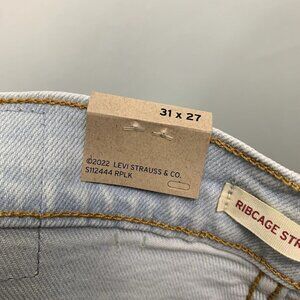 31 x 27
©2022 LEVI STRAUSS & CO.
S112444 RPLK
RIBCAGE STR